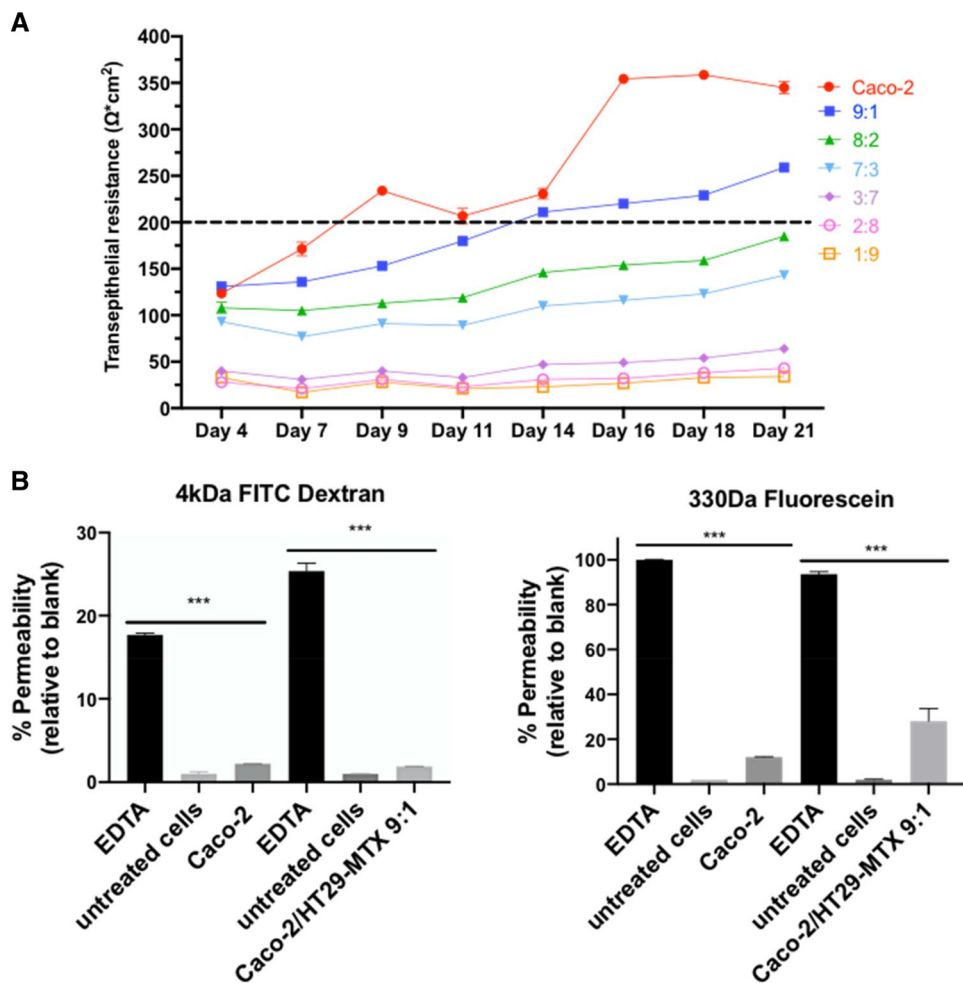 A
Transepithelial resistance (Ω*cm2)
400
350
300
250
200
150
100
50
0
Day 4 Day 7 Day 9 Day 11 Day 14 Day 16 Day 18 Day 21
Caco-2
9:1
8:2
7:3
3:7
2:8
1:9
B
4kDa FITC Dextran
% Permeability
(relative to blank)
30
20
10
0
***
***
EDTA
untreated cells
Caco-2
EDTA
untreated cells
Caco-2/HT29-MTX 9:1
330Da Fluorescein
% Permeability
(relative to blank)
100
80
60
40
20
0
***
***
EDTA
untreated cells
Caco-2
EDTA
untreated cells
Caco-2/HT29-MTX 9:1